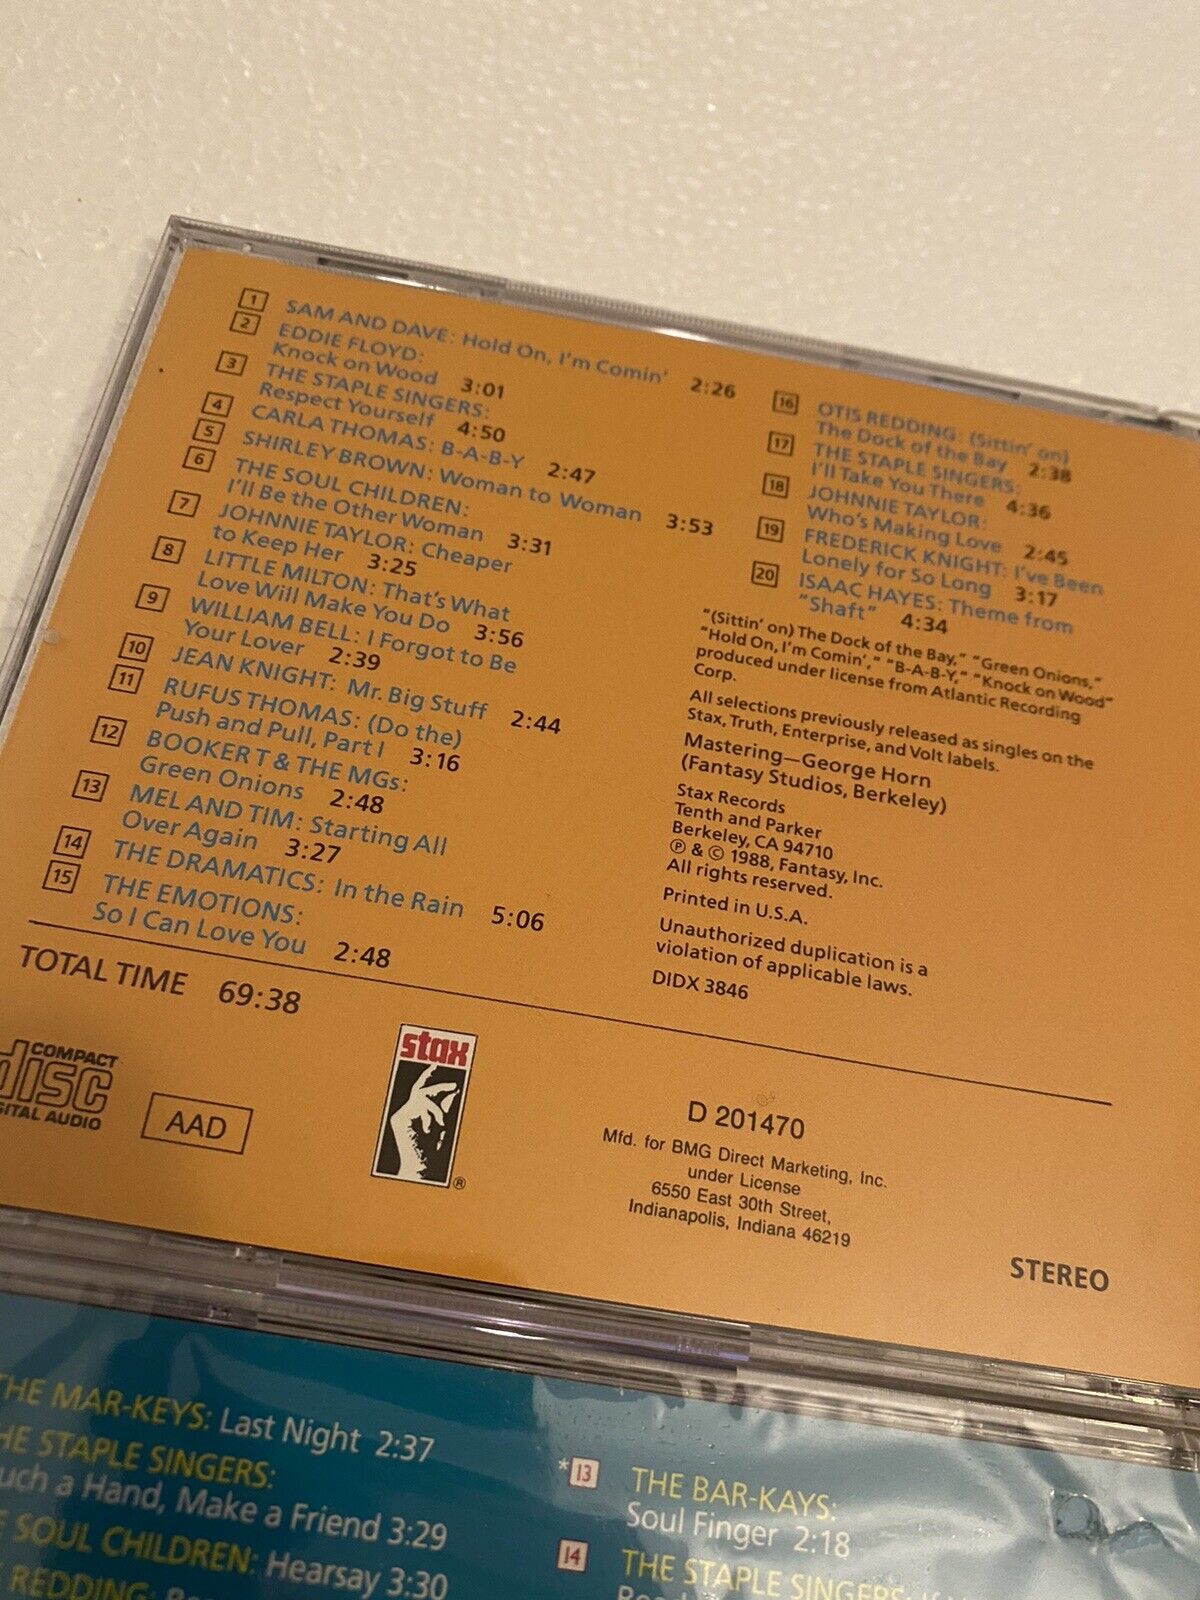 1 SAM AND DAVE: Hold On, I'm Comin' 2:26
2 EDDIE FLOYD:
Knock on Wood 3:01
3 THE STAPLE SINGERS:
Respect Yourself 4:50
4 CARLA THOMAS: B-A-B-Y 2:47
5 SHIRLEY BROWN: Woman to Woman 3:53
6 THE SOUL CHILDREN:
I'll Be the Other Woman 3:31
7 JOHNNIE TAYLOR: Cheaper
to Keep Her 3:25
8 LITTLE MILTON: That's What
Love Will Make You Do 3:56
9 WILLIAM BELL: I Forgot to Be
Your Lover 2:39
10 JEAN KNIGHT: Mr. Big Stuff 2:44
11 RUFUS THOMAS: (Do the)
Push and Pull, Part I 3:16
12 BOOKER T & THE MGs:
Green Onions 2:48
13 MEL AND TIM: Starting All
Over Again 3:27
14 THE DRAMATICS: In the Rain 5:06
15 THE EMOTIONS:
So I Can Love You 2:48
TOTAL TIME 69:38
16 OTIS REDDING: (Sittin' on)
The Dock of the Bay 2:38
17 THE STAPLE SINGERS:
I'll Take You There 4:36
18 JOHNNIE TAYLOR:
Who's Making Love 2:45
19 FREDERICK KNIGHT: I've Been
Lonely for So Long 3:17
20 ISAAC HAYES: Theme from
"Shaft" 4:34
"(Sittin' on) The Dock of the Bay," "Green Onions,"
"Hold On, I'm Comin'," "B-A-B-Y," "Knock on Wood"
produced under license from Atlantic Recording
Corp.
All selections previously released as singles on the
Stax, Truth, Enterprise, and Volt labels.
Mastering—George Horn
(Fantasy Studios, Berkeley)
Stax Records
Tenth and Parker
Berkeley, CA 94710
℗ & © 1988, Fantasy, Inc.
All rights reserved.
Printed in U.S.A.
Unauthorized duplication is a
violation of applicable laws.
DIDX 3846
COMPACT
disc
DIGITAL AUDIO
AAD
stax
®
D 201470
Mfd. for BMG Direct Marketing, Inc.
under License
6550 East 30th Street,
Indianapolis, Indiana 46219
STEREO
THE MAR-KEYS: Last Night 2:37
THE STAPLE SINGERS:
a Hand, Make a Friend 3:29
SOUL CHILDREN: Hearsay 3:30
REDDING:
*13 THE BAR-KAYS:
Soul Finger 2:18
14 THE STAPLE SINGERS: